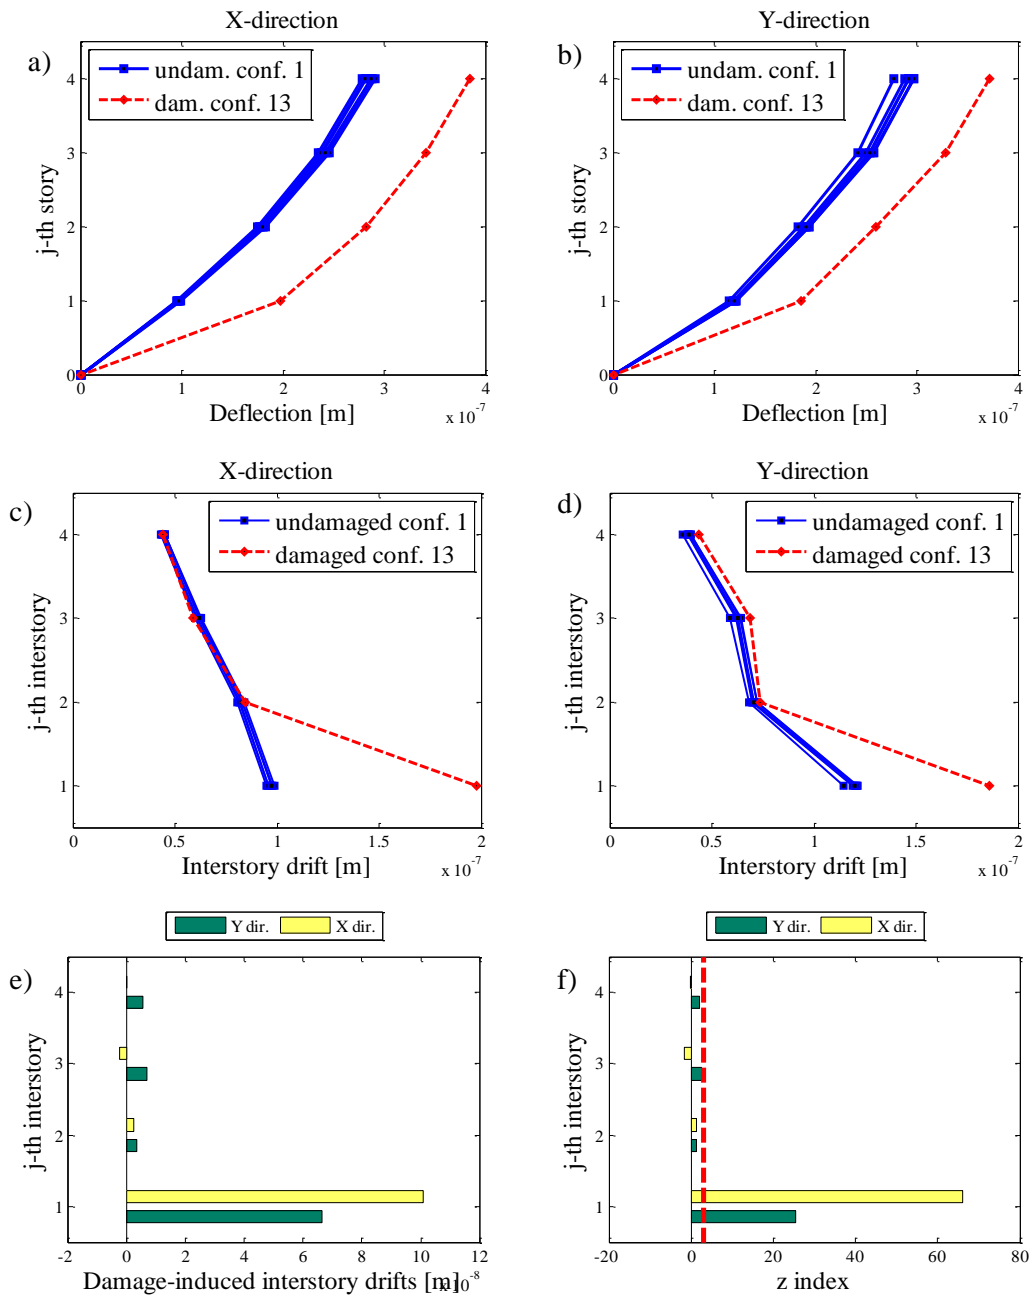 X-direction
a)
undam. conf. 1
dam. conf. 13
j-th story
4
3
2
1
0
0 1 2 3 4
Deflection [m]
x 10-7
Y-direction
b)
undam. conf. 1
dam. conf. 13
j-th story
4
3
2
1
0
0 1 2 3 4
Deflection [m]
x 10-7
X-direction
c)
undamaged conf. 1
damaged conf. 13
j-th interstory
4
3
2
1
0 0.5 1 1.5 2
Interstory drift [m]
x 10-7
Y-direction
d)
undamaged conf. 1
damaged conf. 13
j-th interstory
4
3
2
1
0 0.5 1 1.5 2
Interstory drift [m]
x 10-7
Y dir. X dir.
e)
j-th interstory
4
3
2
1
-2 0 2 4 6 8 10 12
Damage-induced interstory drifts [m]
x 10-8
Y dir. X dir.
f)
j-th interstory
4
3
2
1
-20 0 20 40 60 80
z index